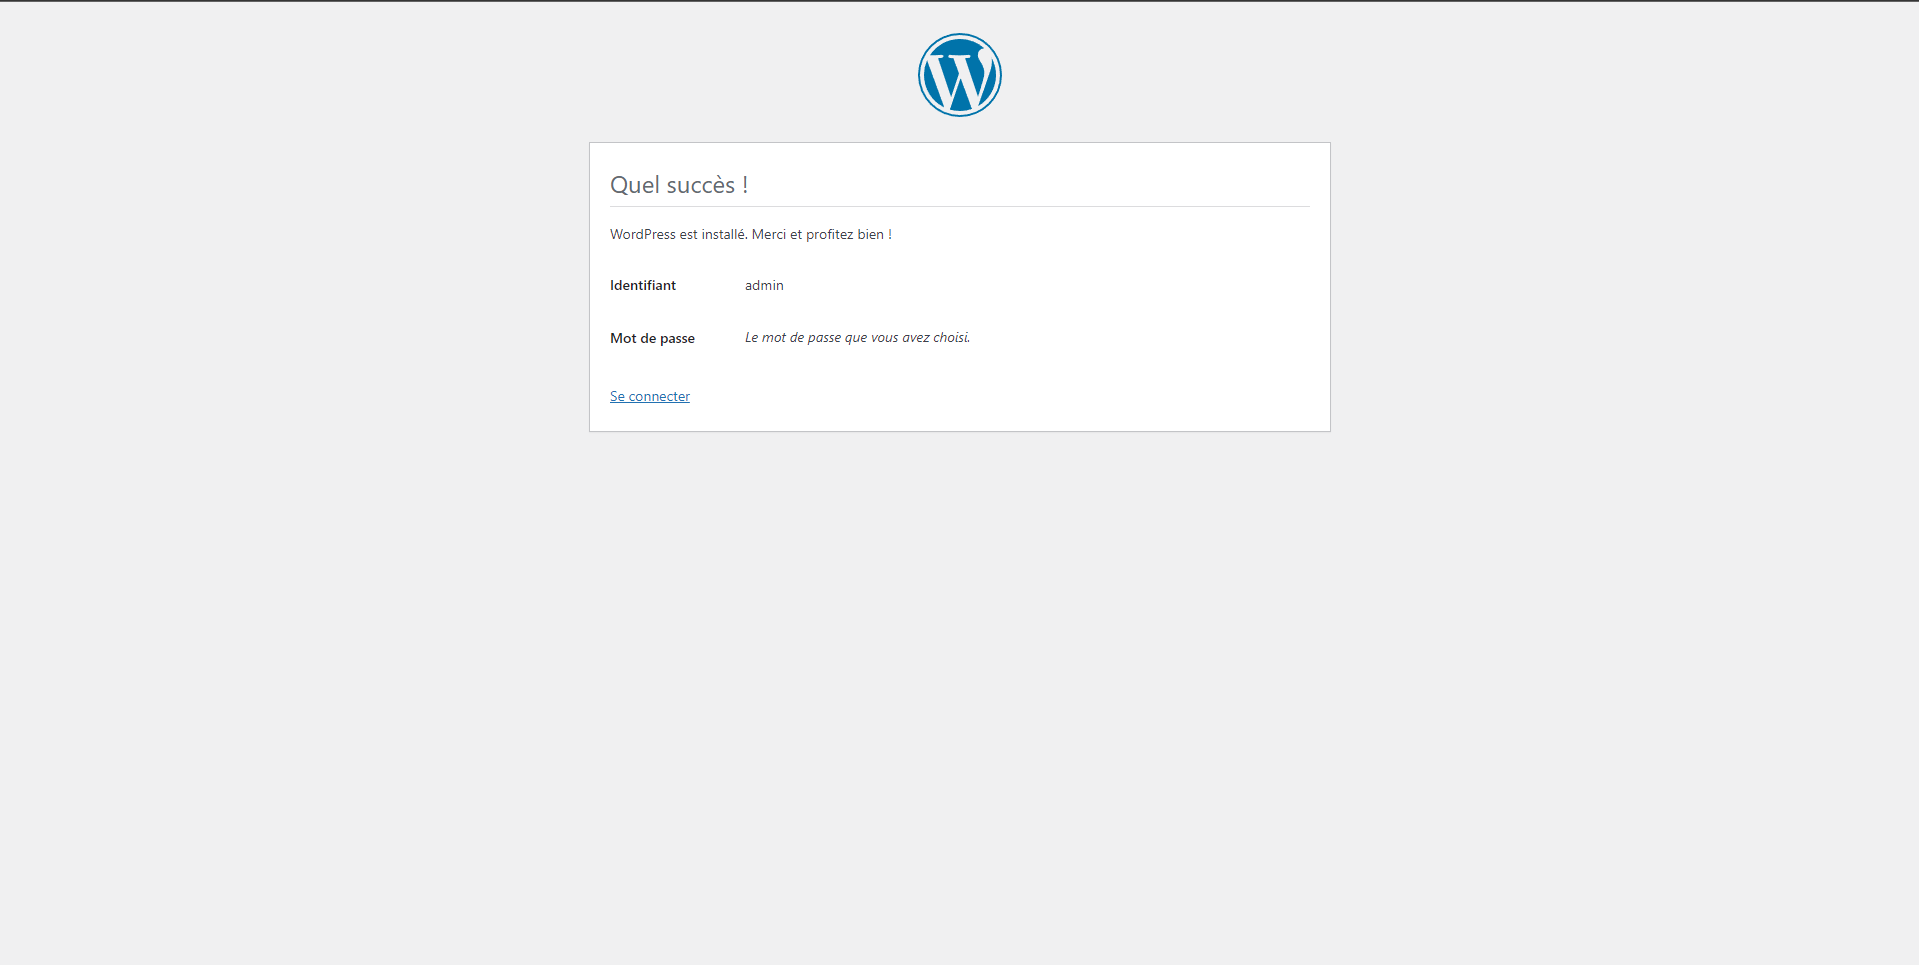 Quel succès !
WordPress est installé. Merci et profitez bien !
Identifiant admin
Mot de passe Le mot de passe que vous avez choisi.
Se connecter